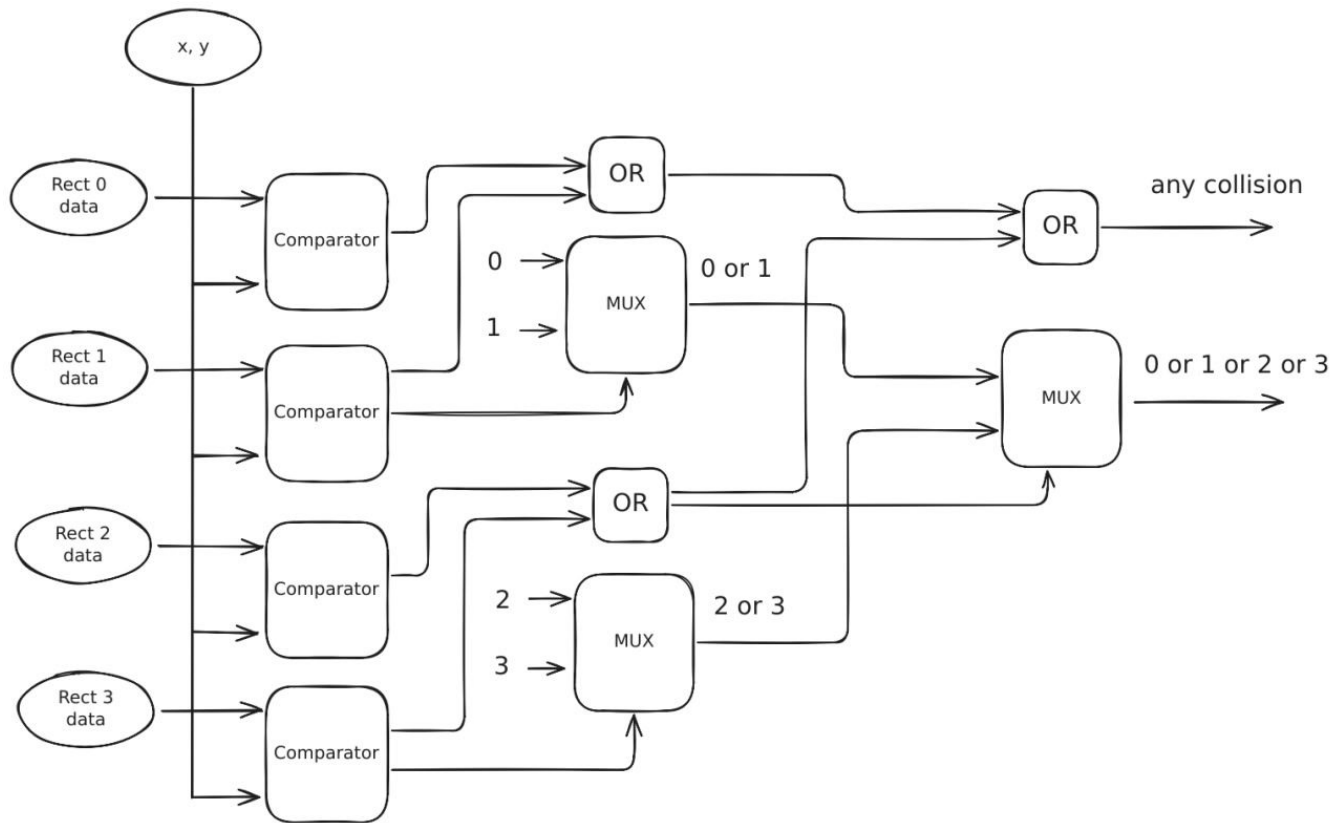 x, y
Rect 0
data
Comparator
OR
any collision
OR
0
1
MUX
0 or 1
Rect 1
data
Comparator
MUX
0 or 1 or 2 or 3
Rect 2
data
Comparator
OR
2
3
MUX
2 or 3
Rect 3
data
Comparator